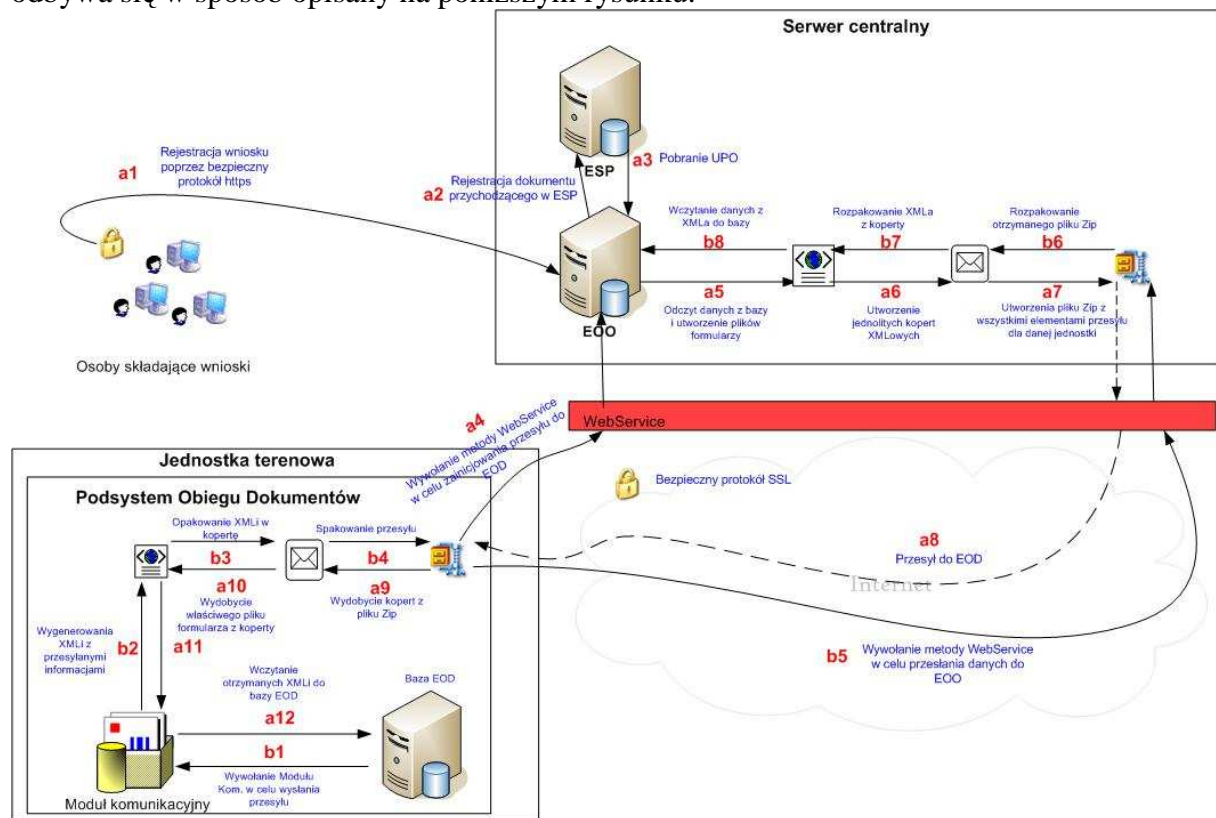 odbywa się w sposób opisany na poniższym rysunku.
Serwer centralny
ESP
a3
Pobranie UPO
a1
Rejestracja wniosku
poprzez bezpieczny
protokół https
a2
Rejestracja dokumentu
przychodzącego w ESP
Wczytanie danych z
XMLa do bazy
b8
Rozpakowanie XMLa
z koperty
b7
Rozpakowanie
otrzymanego pliku Zip
b6
EOO
a5
Odczyt danych z bazy
i utworzenie plików
formularzy
a6
Utworzenie
jednolitych kopert
XMLowych
a7
Utworzenia pliku Zip z
wszystkimi elementami przesyłu
dla danej jednostki
Osoby składające wnioski
WebService
a4
Wywołanie metody WebService
w celu zainicjowania przesyłu do
EOD
Bezpieczny protokół SSL
Jednostka terenowa
Podsystem Obiegu Dokumentów
Opakowanie XMLi w
kopertę
b3
Spakowanie przesyłu
b4
a10
Wydobycie
właściwego pliku
formularza z koperty
a9
Wydobycie kopert z
pliku Zip
a8
Przesył do EOD
Internet
Wygenerowania
XMLi z
przesyłanymi
informacjami
b2
a11
b5
Wywołanie metody WebService
w celu przesłania danych do
EOO
Wczytanie
otrzymanych XMLi do
bazy EOD
a12
Baza EOD
b1
Wywołanie Modułu
Kom. w celu wysłania
przesyłu
Moduł komunikacyjny